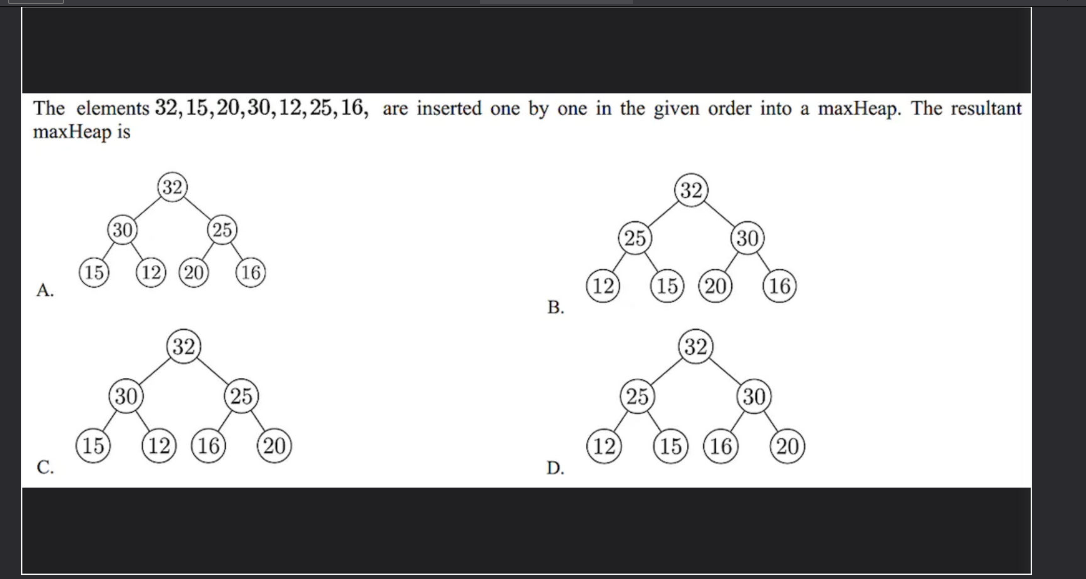 The elements 32,15,20,30,12,25,16, are inserted one by one in the given order into a maxHeap. The resultant
maxHeap is
32
30 25
15 12 20 16
A.
32
25 30
12 15 20 16
B.
32
30 25
15 12 16 20
C.
32
25 30
12 15 16 20
D.